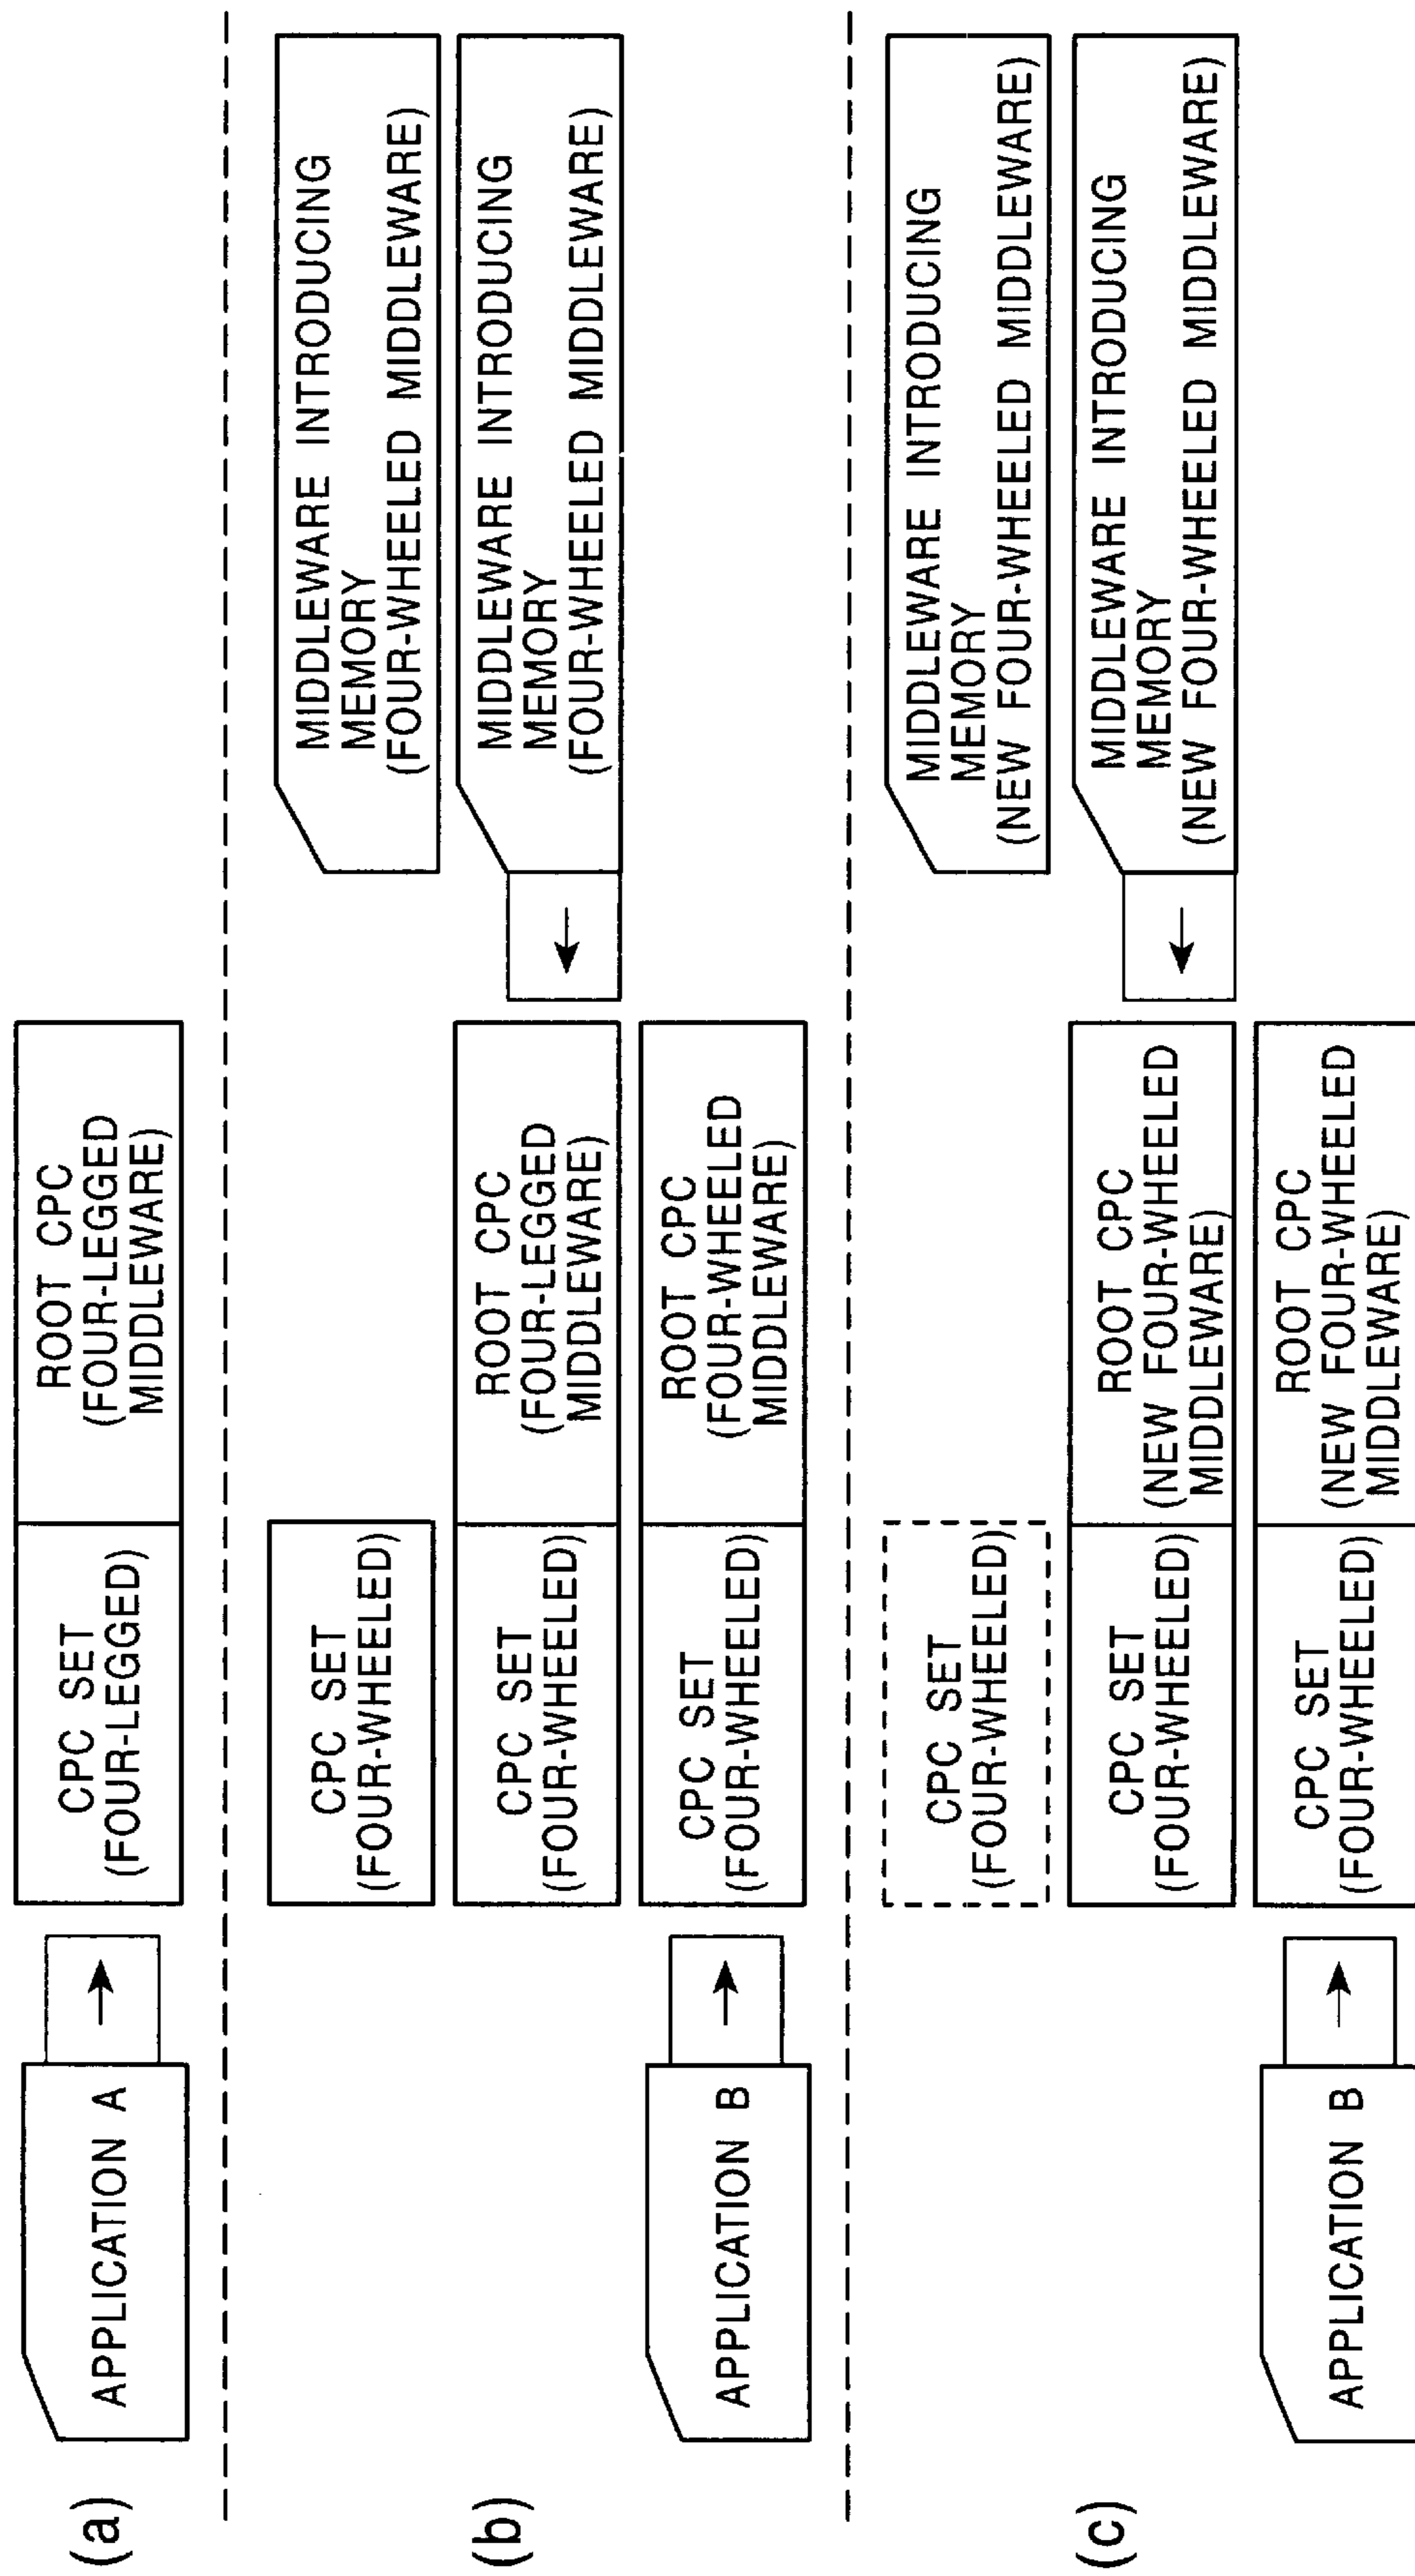 (a)
APPLICATION A
CPC SET
(FOUR-LEGGED)
ROOT CPC
(FOUR-LEGGED
MIDDLEWARE)
(b)
CPC SET
(FOUR-WHEELED)
MIDDLEWARE INTRODUCING
MEMORY
(FOUR-WHEELED MIDDLEWARE)
CPC SET
(FOUR-WHEELED)
ROOT CPC
(FOUR-LEGGED
MIDDLEWARE)
MIDDLEWARE INTRODUCING
MEMORY
(FOUR-WHEELED MIDDLEWARE)
APPLICATION B
CPC SET
(FOUR-WHEELED)
ROOT CPC
(FOUR-WHEELED
MIDDLEWARE)
(c)
CPC SET
(FOUR-WHEELED)
MIDDLEWARE INTRODUCING
MEMORY
(NEW FOUR-WHEELED MIDDLEWARE)
CPC SET
(FOUR-WHEELED)
ROOT CPC
(NEW FOUR-WHEELED
MIDDLEWARE)
MIDDLEWARE INTRODUCING
MEMORY
(NEW FOUR-WHEELED MIDDLEWARE)
APPLICATION B
CPC SET
(FOUR-WHEELED)
ROOT CPC
(NEW FOUR-WHEELED
MIDDLEWARE)